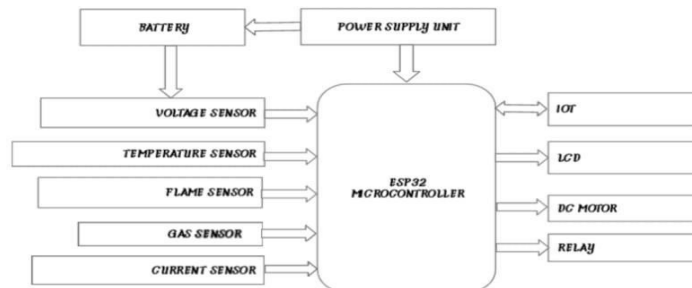 BATTERY
POWER SUPPLY UNIT
VOLTAGE SENSOR
TEMPERATURE SENSOR
FLAME SENSOR
GAS SENSOR
CURRENT SENSOR
ESP32
MICROCONTROLLER
IOT
LCD
DC MOTOR
RELAY